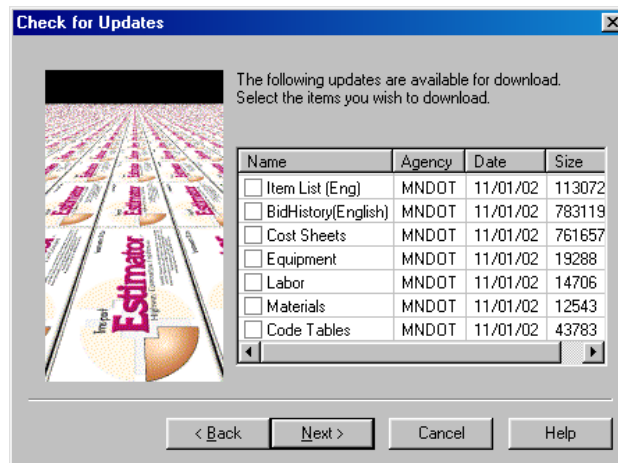 Check for Updates
The following updates are available for download.
Select the items you wish to download.
Name Agency Date Size
Item List (Eng) MNDOT 11/01/02 113072
BidHistory(English) MNDOT 11/01/02 783119
Cost Sheets MNDOT 11/01/02 761657
Equipment MNDOT 11/01/02 19288
Labor MNDOT 11/01/02 14706
Materials MNDOT 11/01/02 12543
Code Tables MNDOT 11/01/02 43783
Estimator
< Back Next > Cancel Help